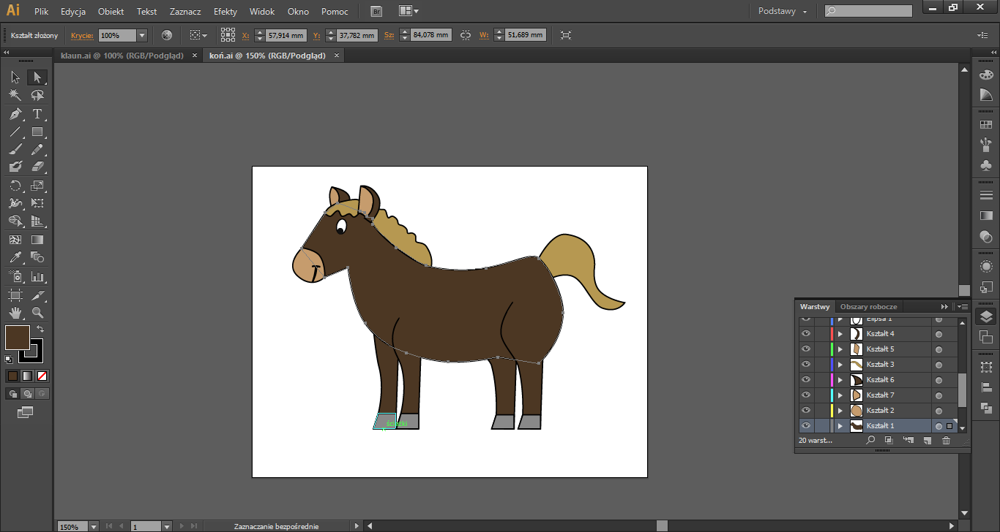 Ai Plik Edycja Obiekt Tekst Zaznacz Efekty Widok Okno Pomoc Br Podstawy
Kształt złożony Krycie: 100% X: 57,914 mm Y: 37,782 mm Sz: 84,078 mm W: 51,689 mm
klaun.ai @ 100% (RGB/Podgląd) × koń.ai @ 150% (RGB/Podgląd) ×
T
Warstwy Obszary robocze
Elipsa 1
Kształt 4
Kształt 5
Kształt 3
Kształt 6
Kształt 7
Kształt 2
Kształt 1
ścieżki
20 warst...
150% 1 Zaznaczanie bezpośrednie